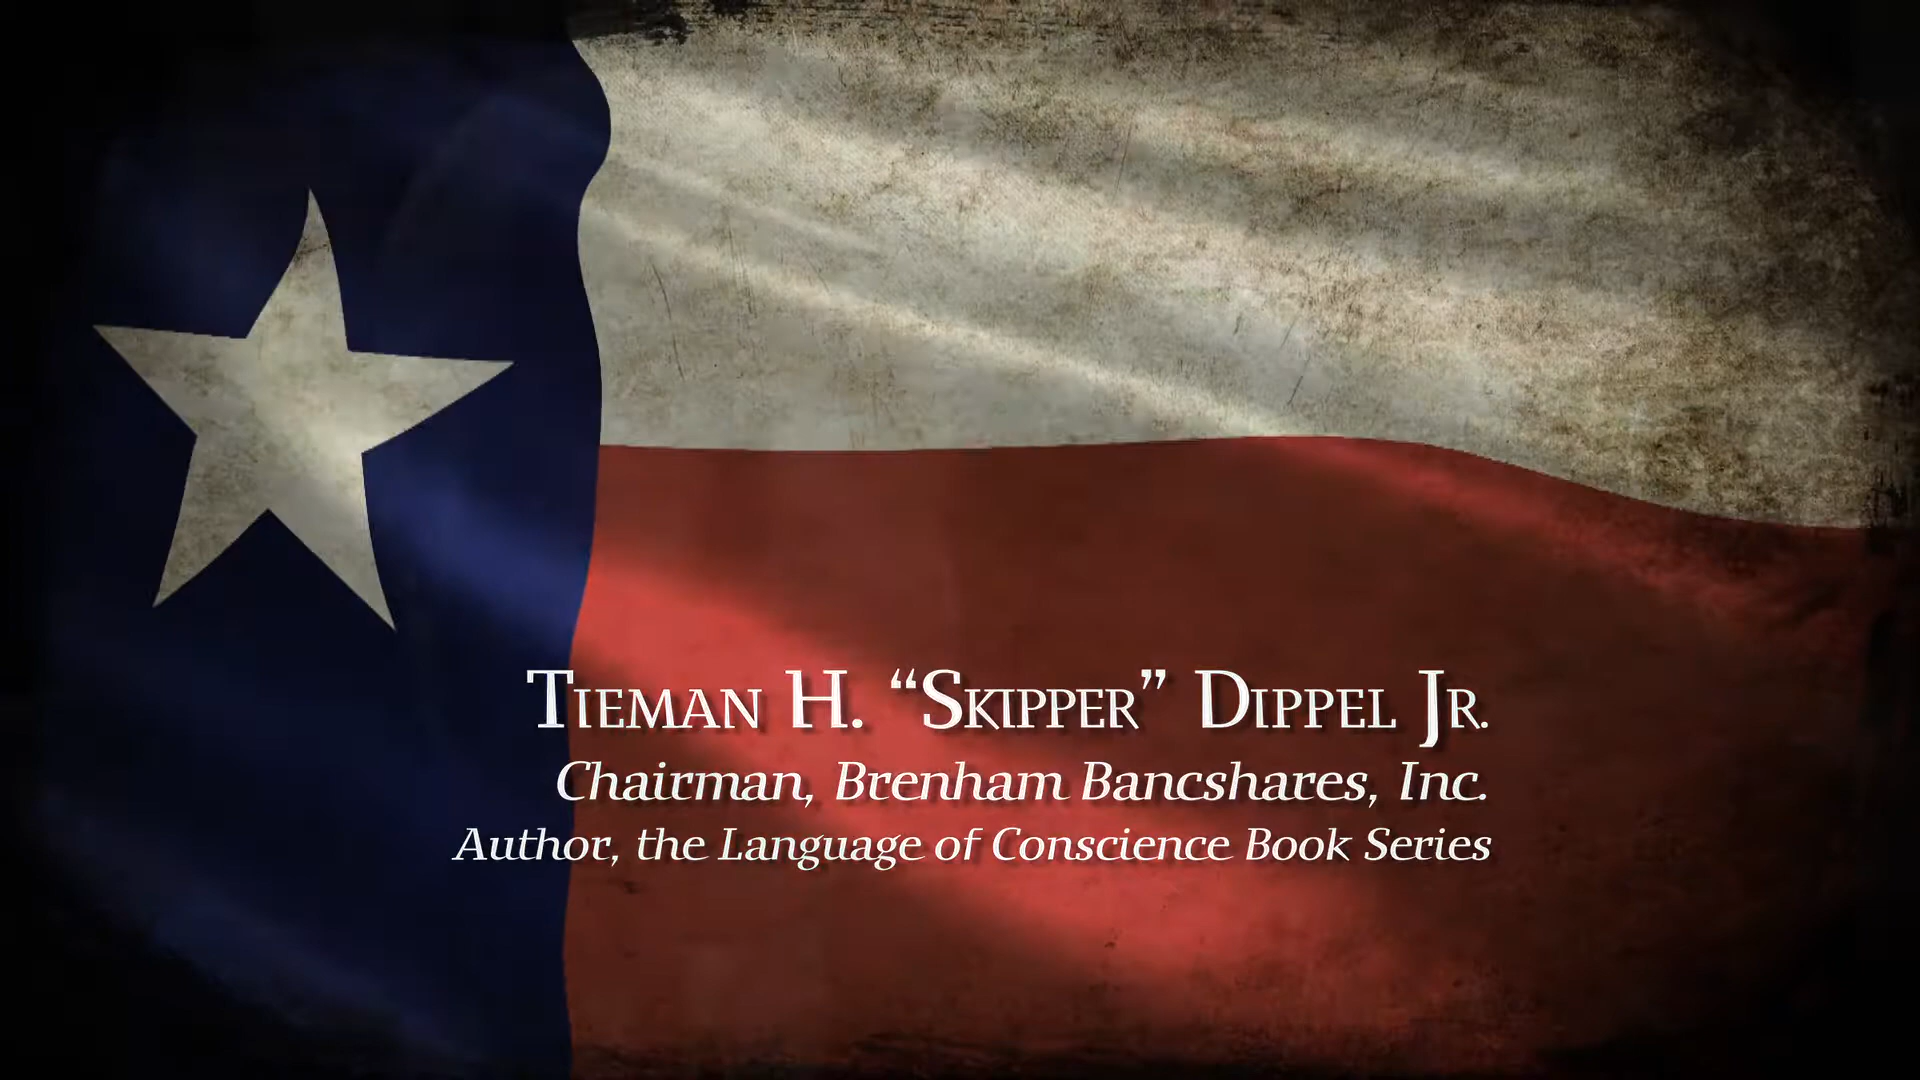 Tieman H. “Skipper” Dippel Jr.
Chairman, Brenham Bancshares, Inc.
Author, the Language of Conscience Book Series